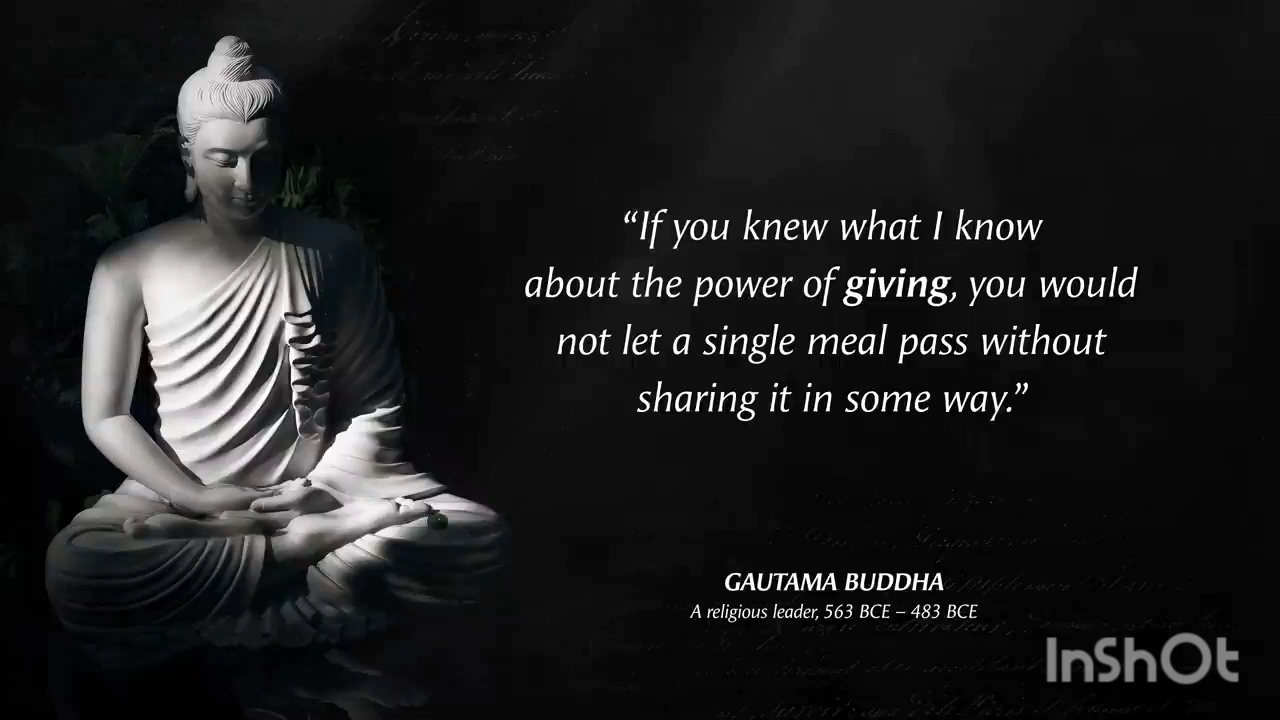 “If you knew what I know
about the power of giving, you would
not let a single meal pass without
sharing it in some way.”
GAUTAMA BUDDHA
A religious leader, 563 BCE – 483 BCE
InShOt